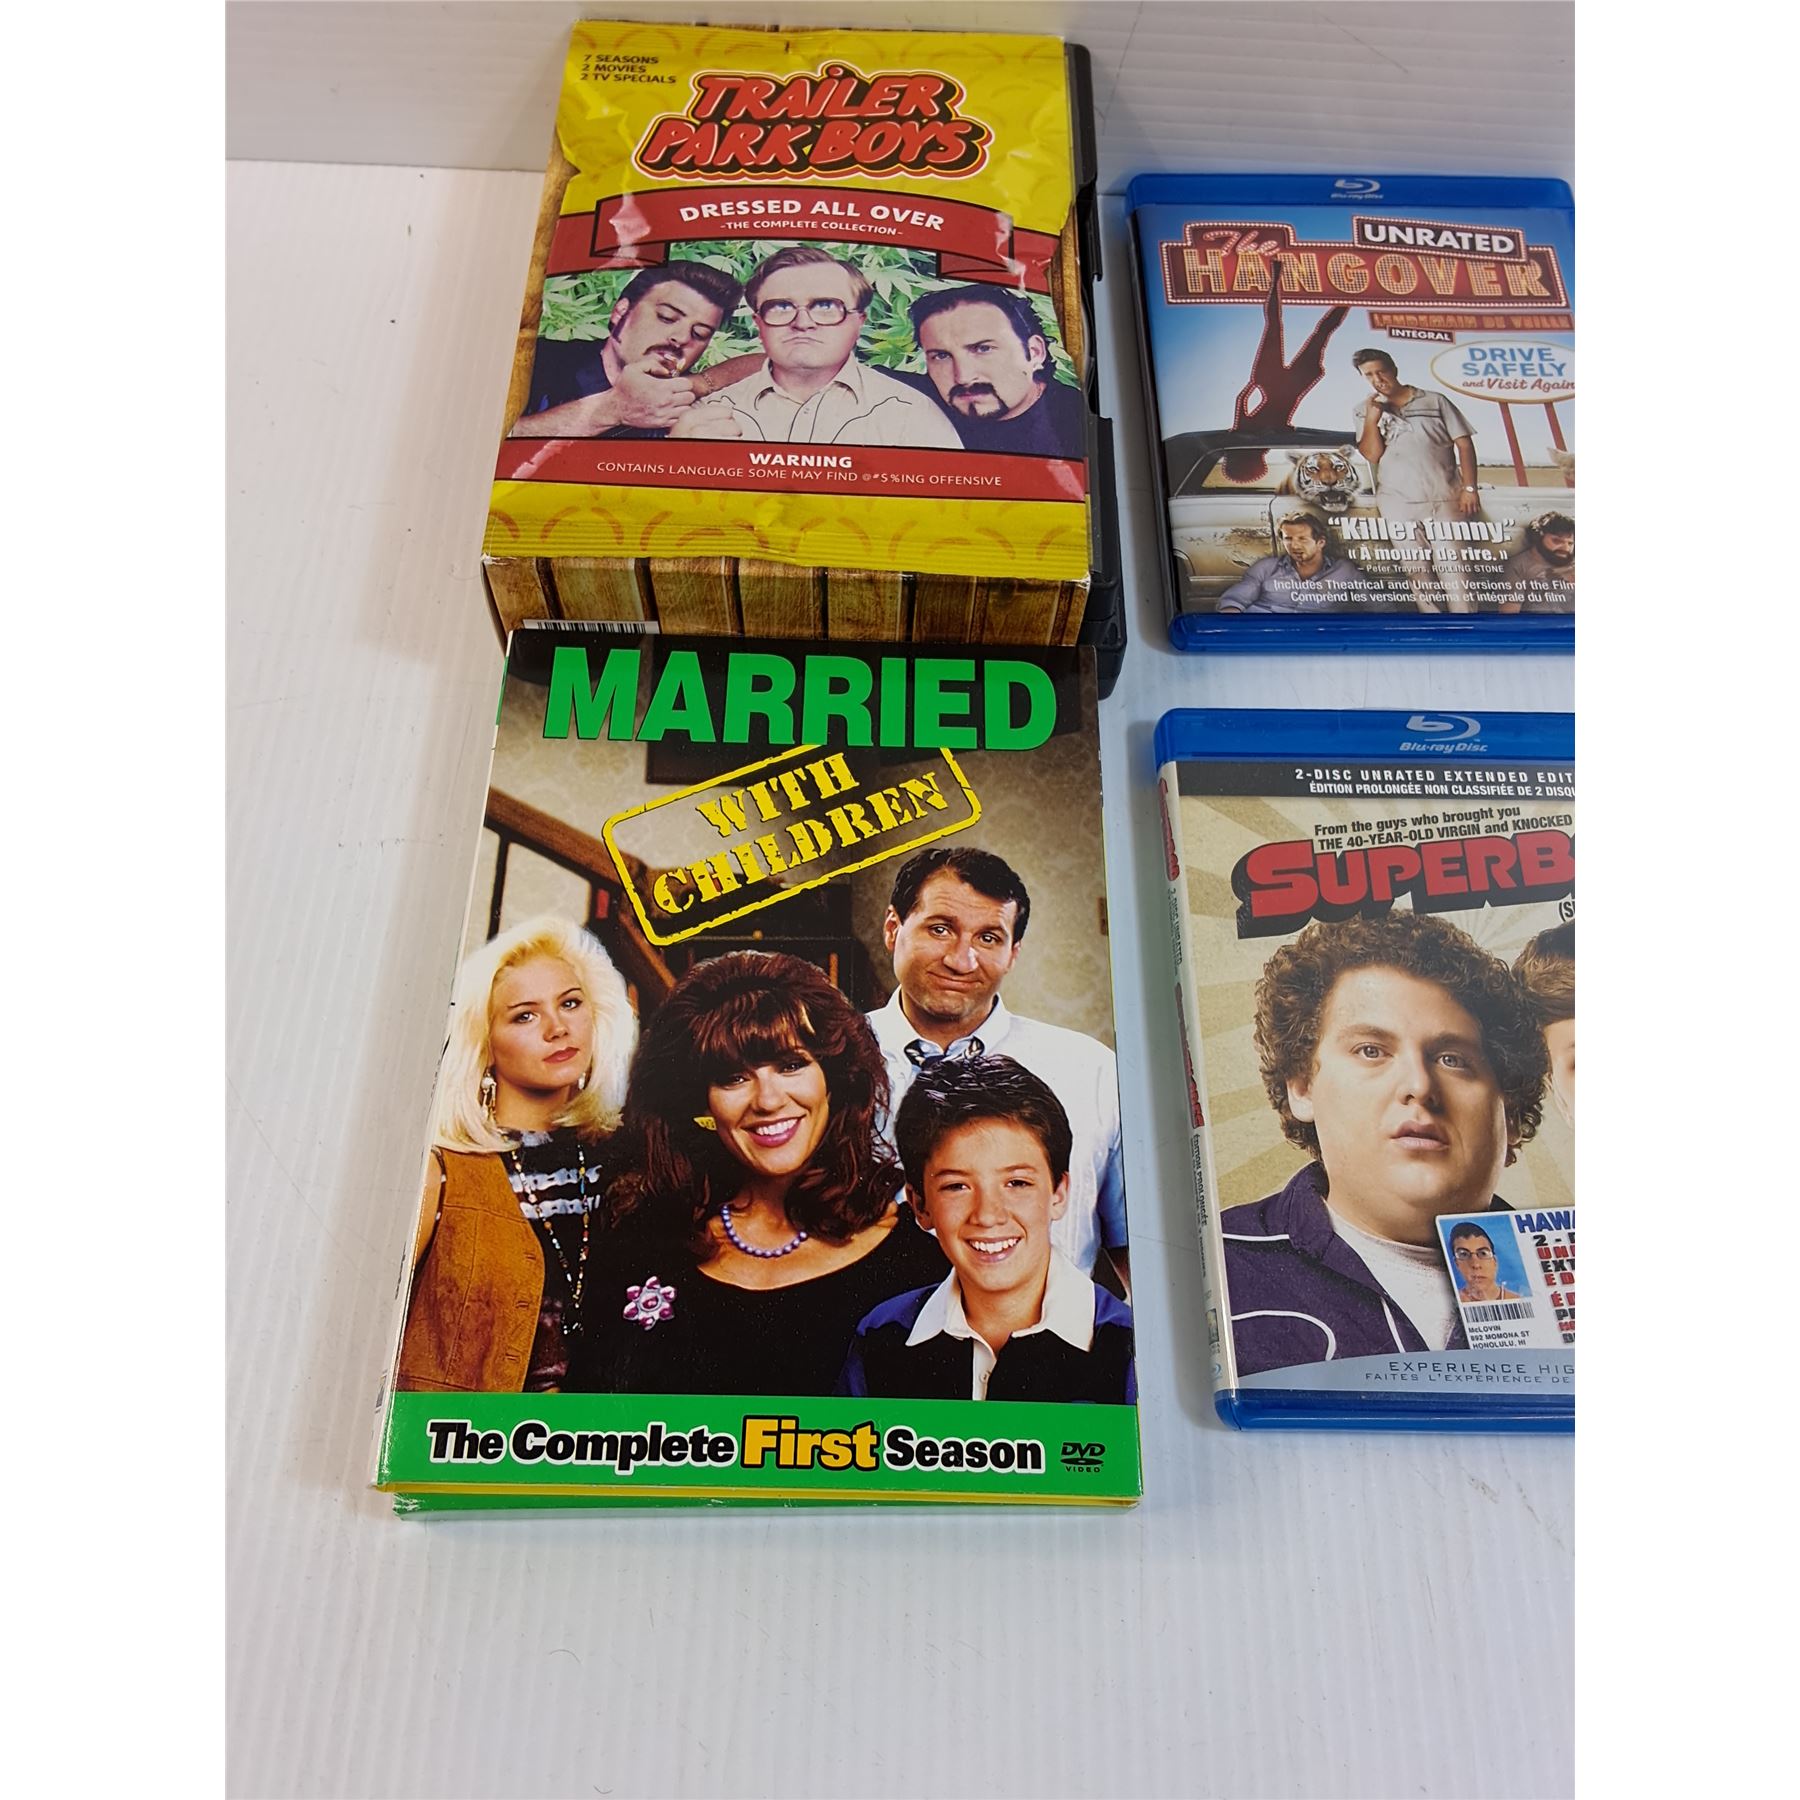 7 SEASONS
2 MOVIES
2 TV SPECIALS
TRAILER
PARK BOYS
DRESSED ALL OVER
-THE COMPLETE COLLECTION-
WARNING
CONTAINS LANGUAGE SOME MAY FIND @*$%ING OFFENSIVE
MARRIED
WITH
CHILDREN
The Complete First Season
DVD
VIDEO
Blu-ray Disc
UNRATED
The
HANGOVER
LENDEMAIN DE VEILLE
INTÉGRAL
DRIVE
SAFELY
and Visit Again
"Killer funny."
« À mourir de rire. »
– Peter Travers, ROLLING STONE
Includes Theatrical and Unrated Versions of the Film
Comprend les versions cinéma et intégrale du film
Blu-ray Disc
2-DISC UNRATED EXTENDED EDIT
ÉDITION PROLONGÉE NON CLASSIFIÉE DE 2 DISQU
From the guys who brought you
THE 40-YEAR-OLD VIRGIN and KNOCKED
SUPERB
HAWA
McLOVIN
892 MOMONA ST
HONOLULU, HI
EXPERIENCE HIG
FAITES L'EXPÉRIENCE DE